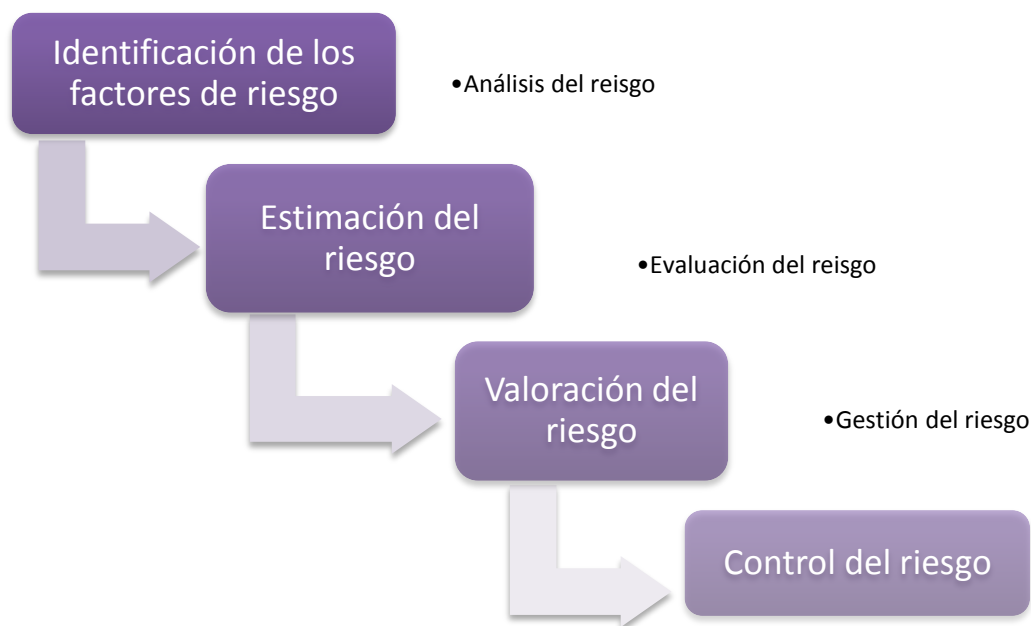 Identificación de los
factores de riesgo
•Análisis del reisgo
Estimación del
riesgo
•Evaluación del reisgo
Valoración del
riesgo
•Gestión del riesgo
Control del riesgo